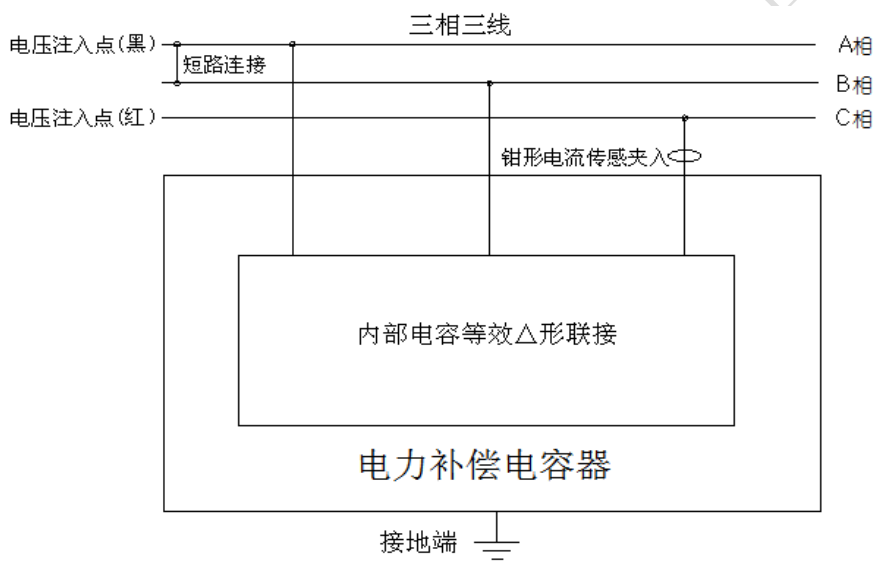 三相三线
电压注入点(黑)
A相
短路连接
B相
电压注入点(红)
C相
钳形电流传感夹入
内部电容等效△形联接
电力补偿电容器
接地端